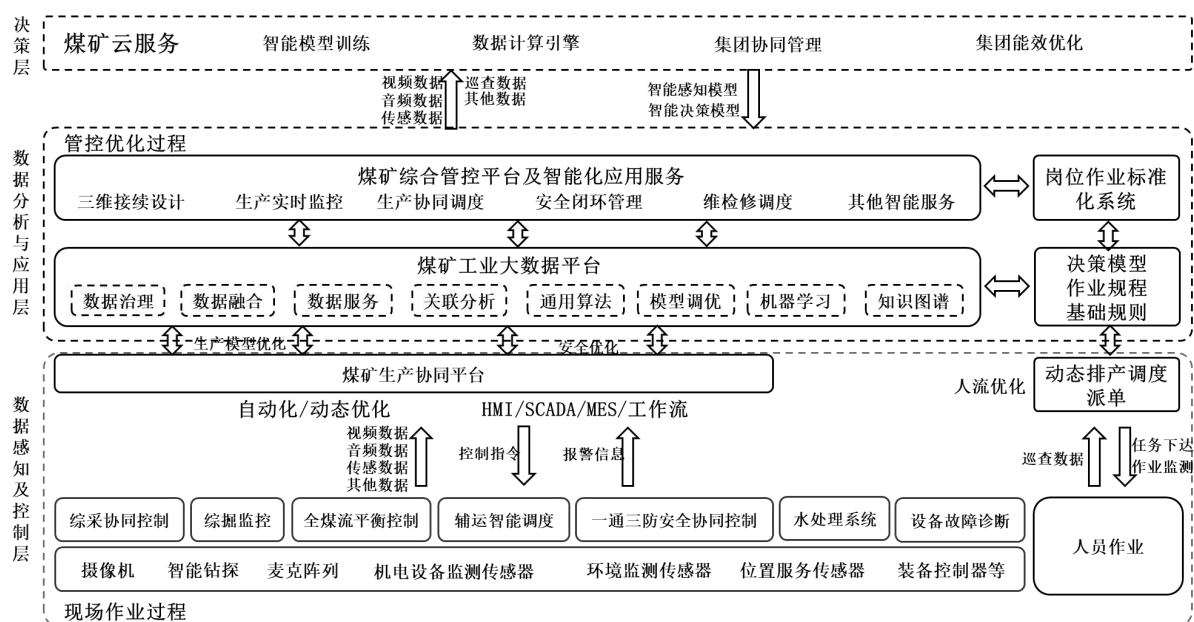 决策层
煤矿云服务
智能模型训练
数据计算引擎
集团协同管理
集团能效优化
视频数据
音频数据
传感数据
巡查数据
其他数据
智能感知模型
智能决策模型
数据分析与应用层
管控优化过程
煤矿综合管控平台及智能化应用服务
三维接续设计
生产实时监控
生产协同调度
安全闭环管理
维检修调度
其他智能服务
岗位作业标准
化系统
煤矿工业大数据平台
数据治理
数据融合
数据服务
关联分析
通用算法
模型调优
机器学习
知识图谱
决策模型
作业规程
基础规则
生产模型优化
安全优化
数据感知及控制层
煤矿生产协同平台
人流优化
动态排产调度
派单
自动化/动态优化
HMI/SCADA/MES/工作流
视频数据
音频数据
传感数据
其他数据
控制指令
报警信息
巡查数据
任务下达
作业监测
综采协同控制
综掘监控
全煤流平衡控制
辅运智能调度
一通三防安全协同控制
水处理系统
设备故障诊断
人员作业
摄像机
智能钻探
麦克阵列
机电设备监测传感器
环境监测传感器
位置服务传感器
装备控制器等
现场作业过程